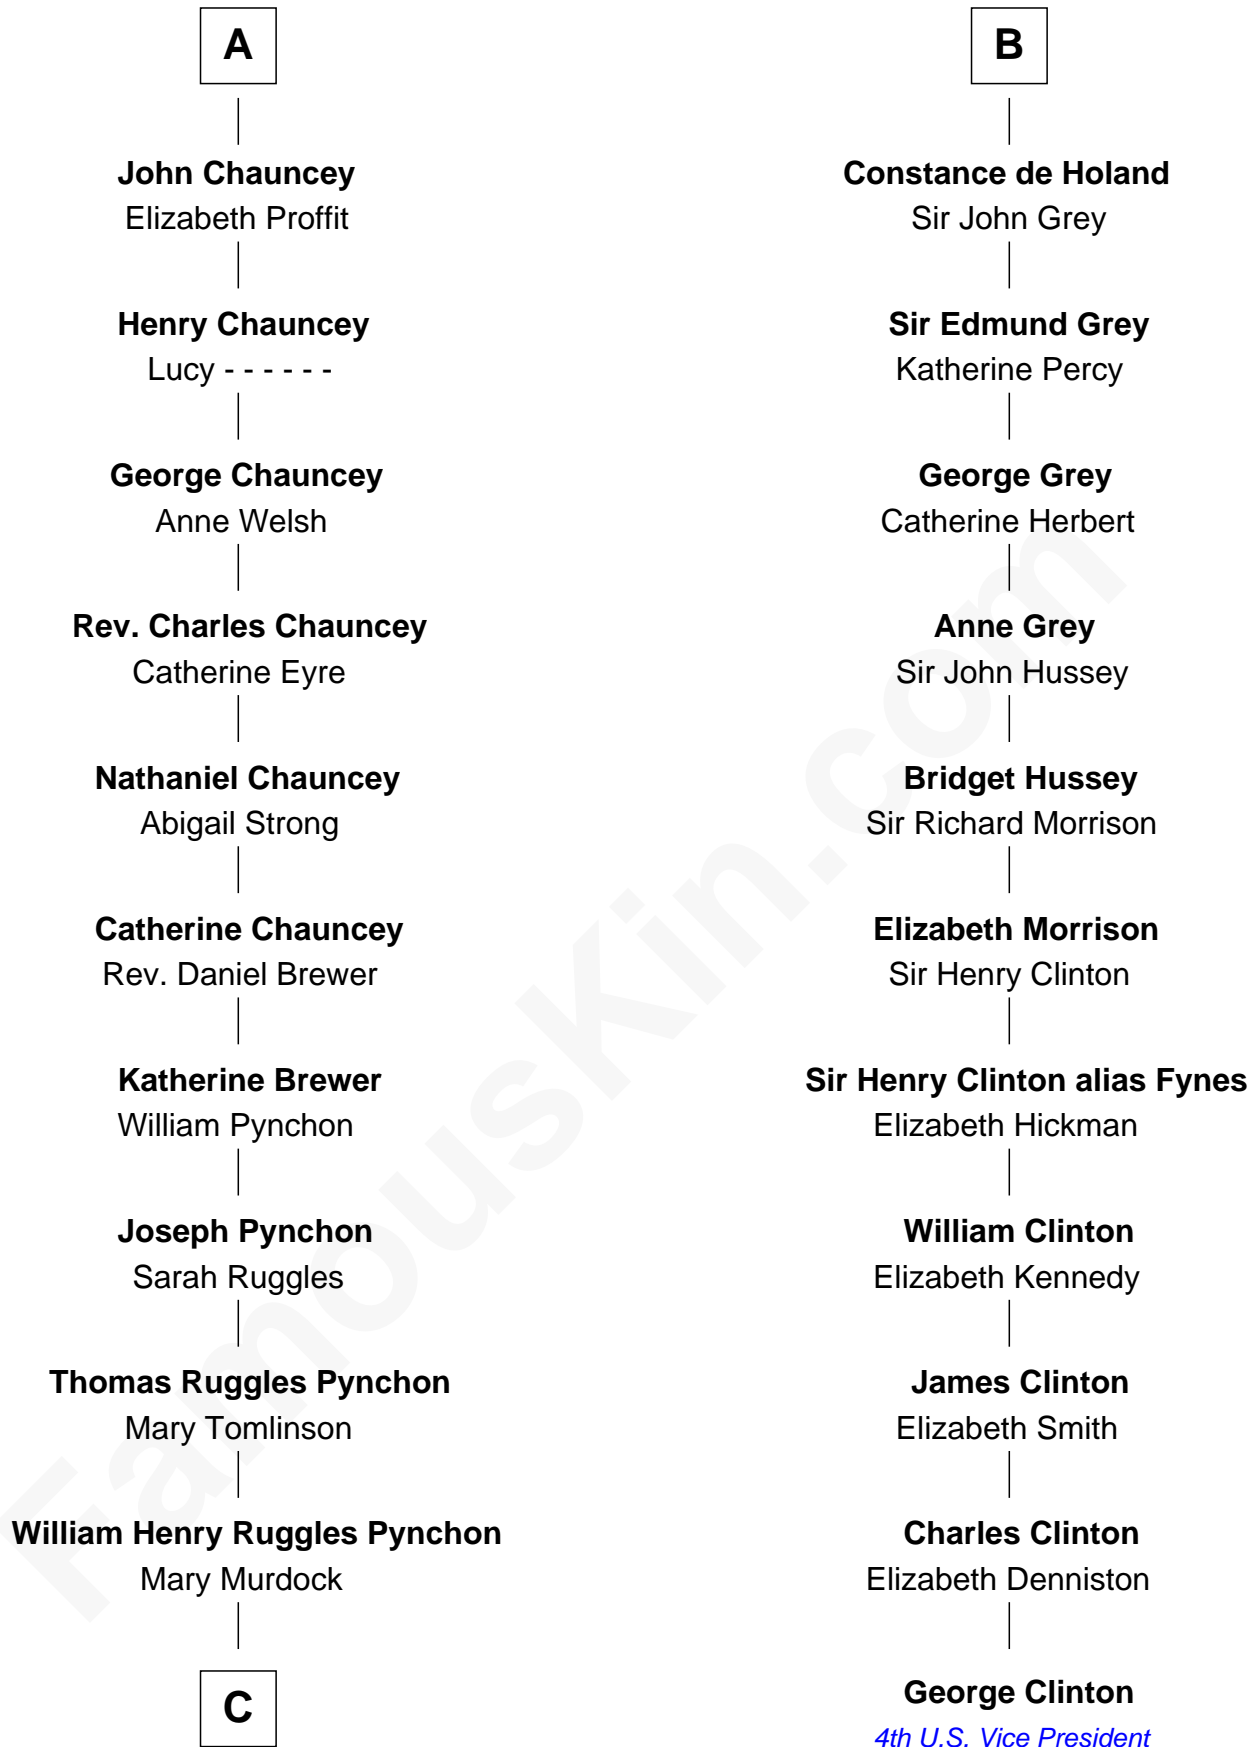 A
John Chauncey
Elizabeth Proffit
Henry Chauncey
Lucy - - - - - -
George Chauncey
Anne Welsh
Rev. Charles Chauncey
Catherine Eyre
Nathaniel Chauncey
Abigail Strong
Catherine Chauncey
Rev. Daniel Brewer
Katherine Brewer
William Pynchon
Joseph Pynchon
Sarah Ruggles
Thomas Ruggles Pynchon
Mary Tomlinson
William Henry Ruggles Pynchon
Mary Murdock
C
B
Constance de Holand
Sir John Grey
Sir Edmund Grey
Katherine Percy
George Grey
Catherine Herbert
Anne Grey
Sir John Hussey
Bridget Hussey
Sir Richard Morrison
Elizabeth Morrison
Sir Henry Clinton
Sir Henry Clinton alias Fynes
Elizabeth Hickman
William Clinton
Elizabeth Kennedy
James Clinton
Elizabeth Smith
Charles Clinton
Elizabeth Denniston
George Clinton
4th U.S. Vice President
FamousKin.com